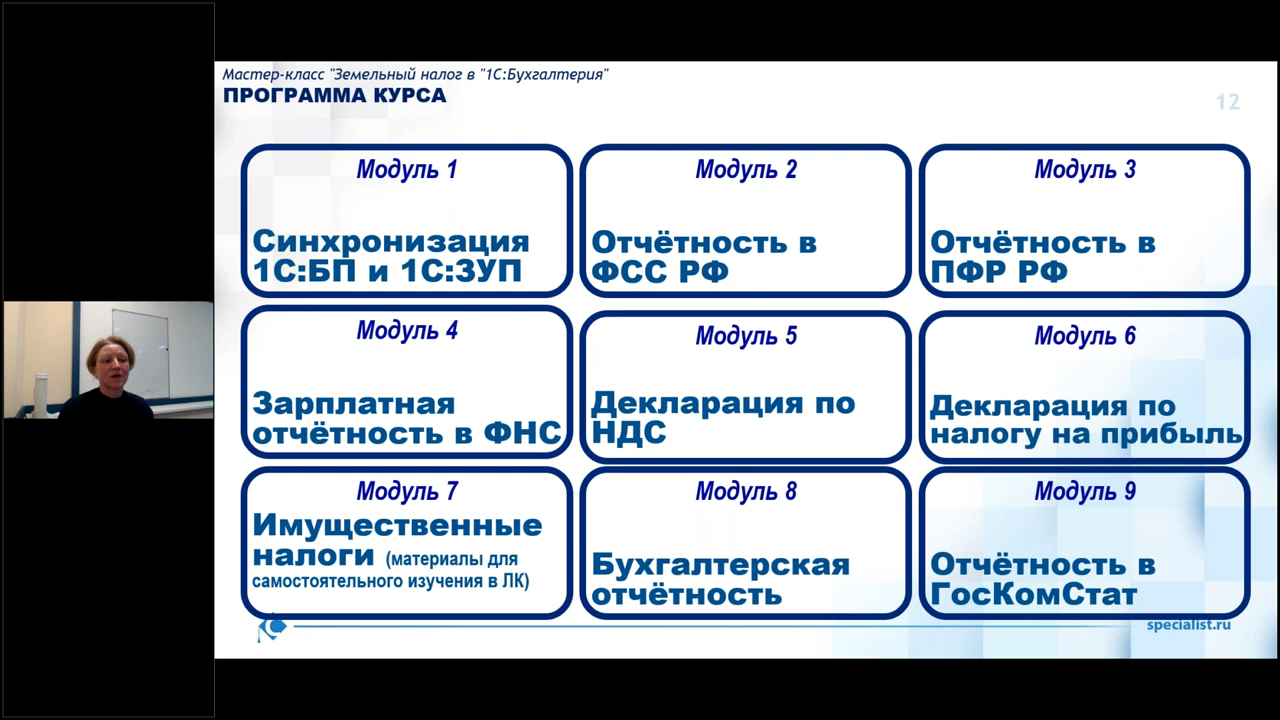 Мастер-класс "Земельный налог в "1С:Бухгалтерия"
ПРОГРАММА КУРСА
12
Модуль 1
Синхронизация
1С:БП и 1С:ЗУП
Модуль 2
Отчётность в
ФСС РФ
Модуль 3
Отчётность в
ПФР РФ
Модуль 4
Зарплатная
отчётность в ФНС
Модуль 5
Декларация по
НДС
Модуль 6
Декларация по
налогу на прибыль
Модуль 7
Имущественные
налоги (материалы для
самостоятельного изучения в ЛК)
Модуль 8
Бухгалтерская
отчётность
Модуль 9
Отчётность в
ГосКомСтат
specialist.ru